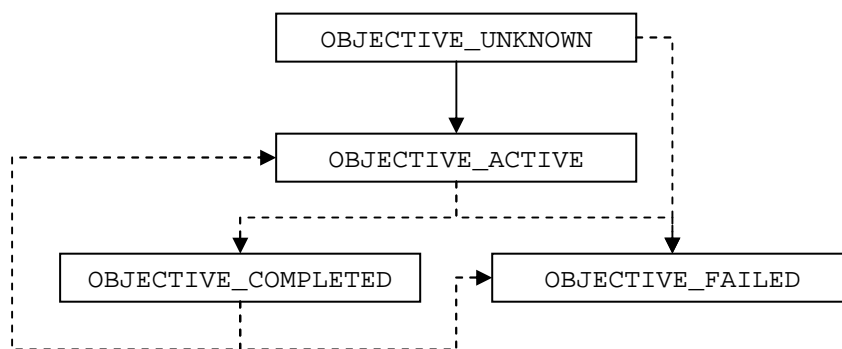 OBJECTIVE_UNKNOWN
OBJECTIVE_ACTIVE
OBJECTIVE_COMPLETED
OBJECTIVE_FAILED